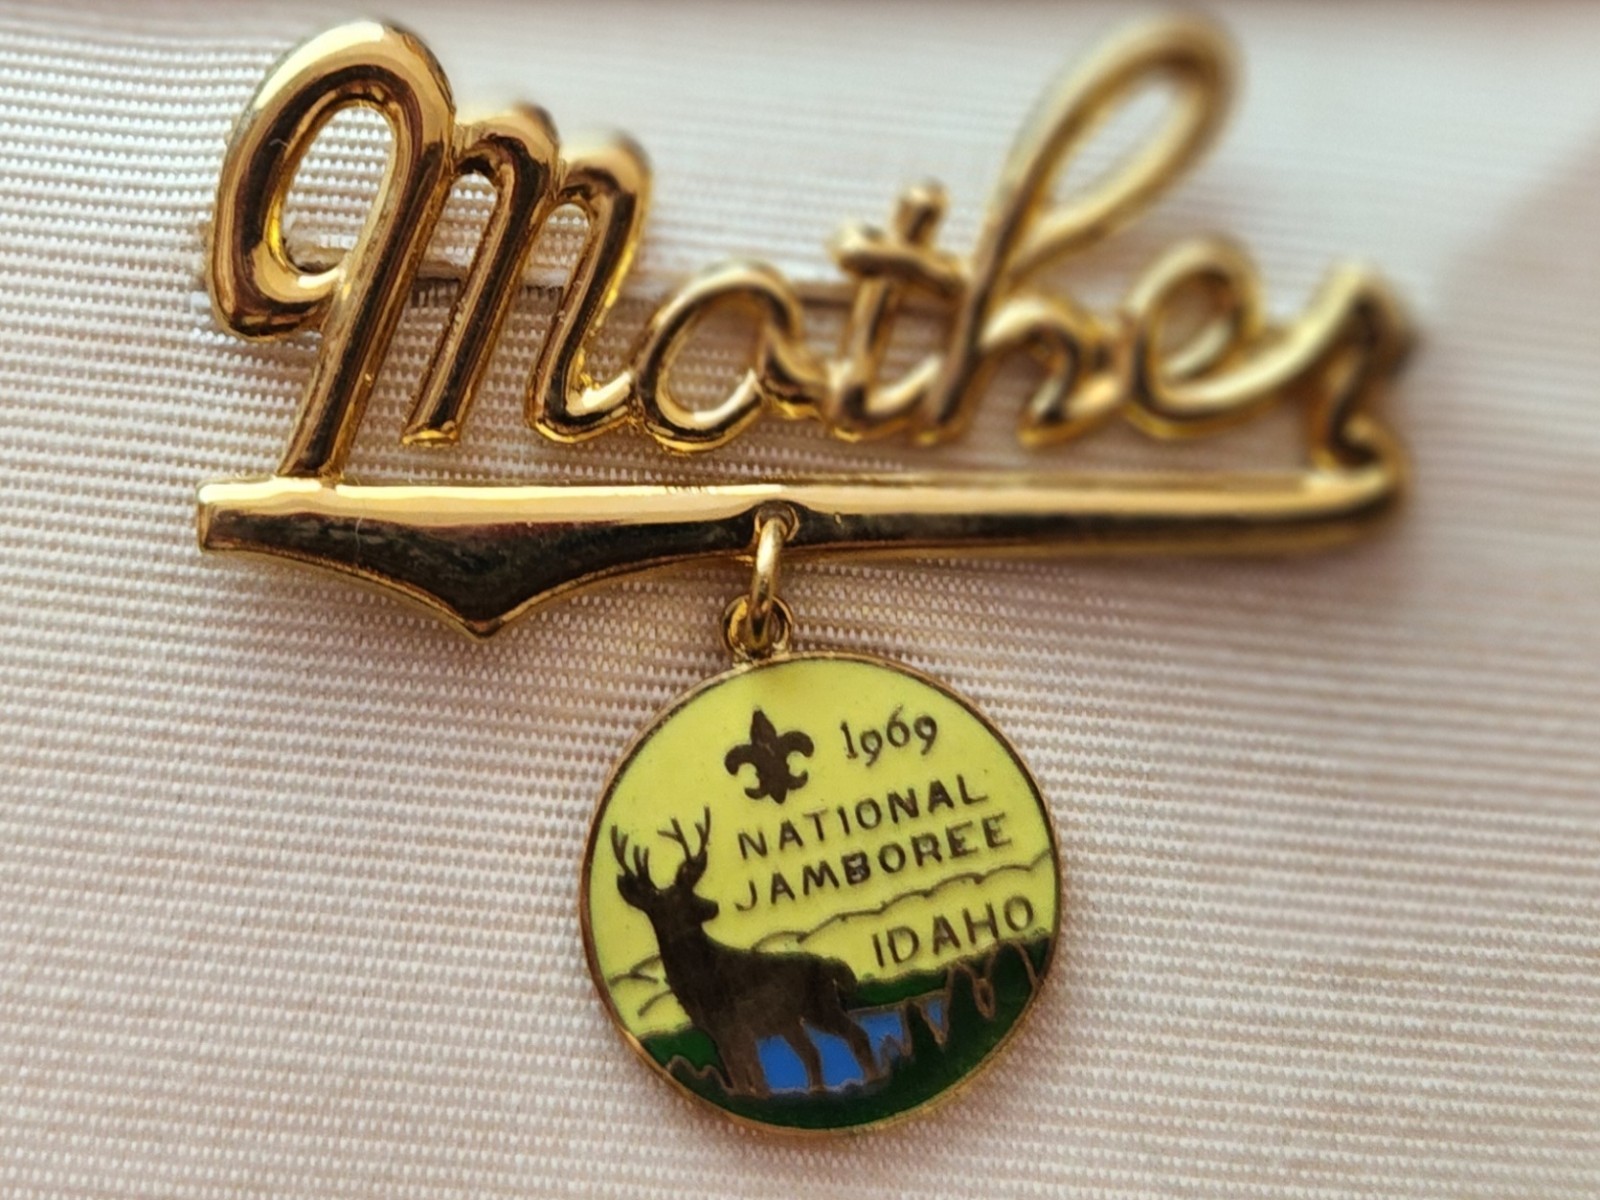 Mother
1969
NATIONAL
JAMBOREE
IDAHO